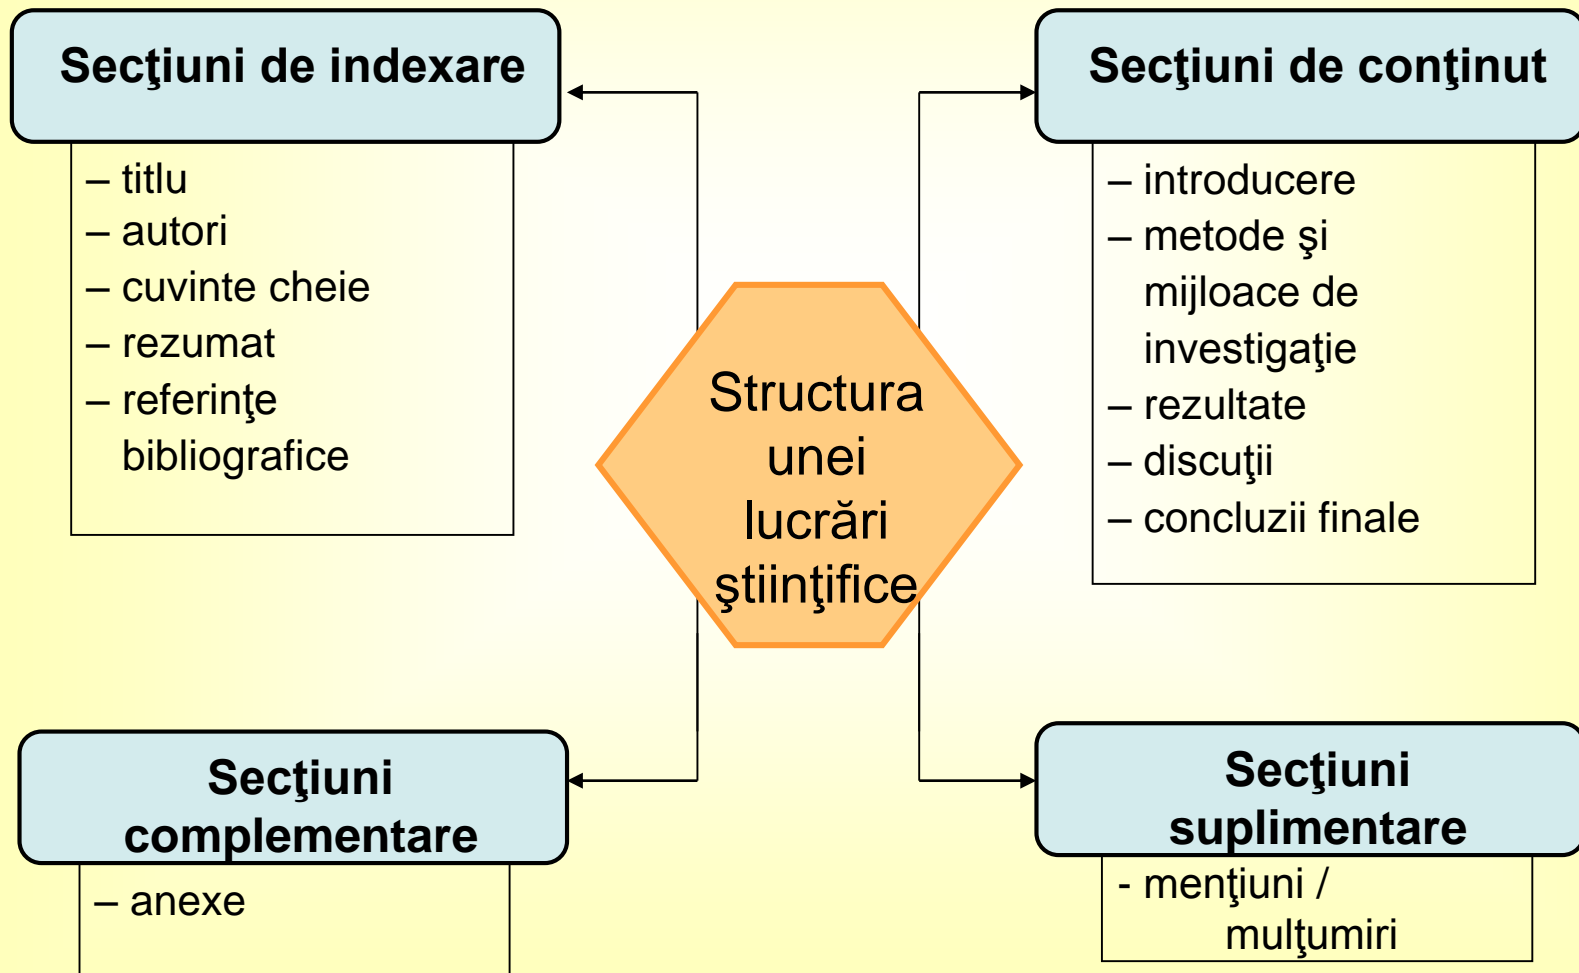 Secţiuni de indexare
– titlu
– autori
– cuvinte cheie
– rezumat
– referinţe
bibliografice
Secţiuni de conţinut
– introducere
– metode şi
mijloace de
investigaţie
– rezultate
– discuţii
– concluzii finale
Structura
unei
lucrări
ştiinţifice
Secţiuni
complementare
– anexe
Secţiuni
suplimentare
- menţiuni /
mulţumiri